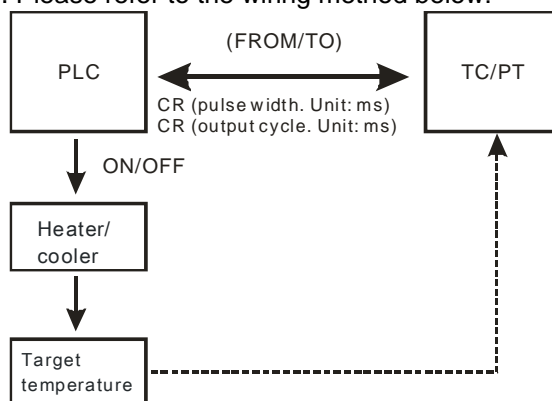 . Please refer to the wiring method below.
(FROM/TO)
PLC
TC/PT
CR (pulse width. Unit: ms)
CR (output cycle. Unit: ms)
ON/OFF
Heater/
cooler
Target
temperature